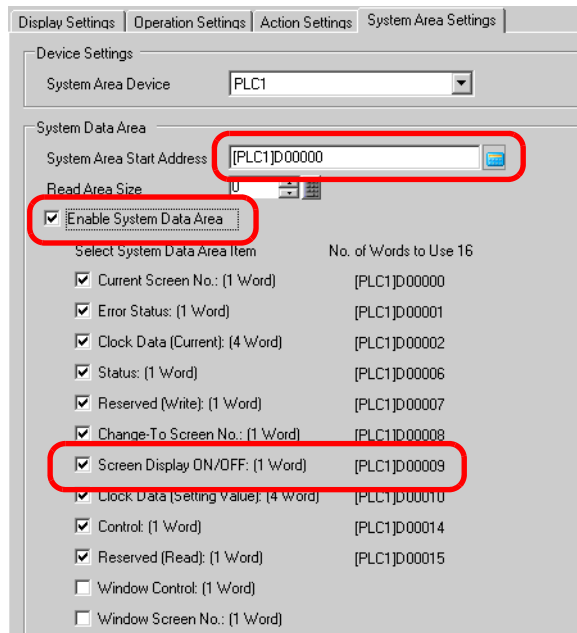 Display Settings Operation Settings Action Settings System Area Settings
Device Settings
System Area Device PLC1
System Data Area
System Area Start Address [PLC1]D00000
Read Area Size 0
Enable System Data Area
Select System Data Area Item No. of Words to Use 16
Current Screen No.: (1 Word) [PLC1]D00000
Error Status: (1 Word) [PLC1]D00001
Clock Data (Current): (4 Word) [PLC1]D00002
Status: (1 Word) [PLC1]D00006
Reserved (Write): (1 Word) [PLC1]D00007
Change-To Screen No.: (1 Word) [PLC1]D00008
Screen Display ON/OFF: (1 Word) [PLC1]D00009
Clock Data (Setting Value): (4 Word) [PLC1]D00010
Control: (1 Word) [PLC1]D00014
Reserved (Read): (1 Word) [PLC1]D00015
Window Control: (1 Word)
Window Screen No.: (1 Word)